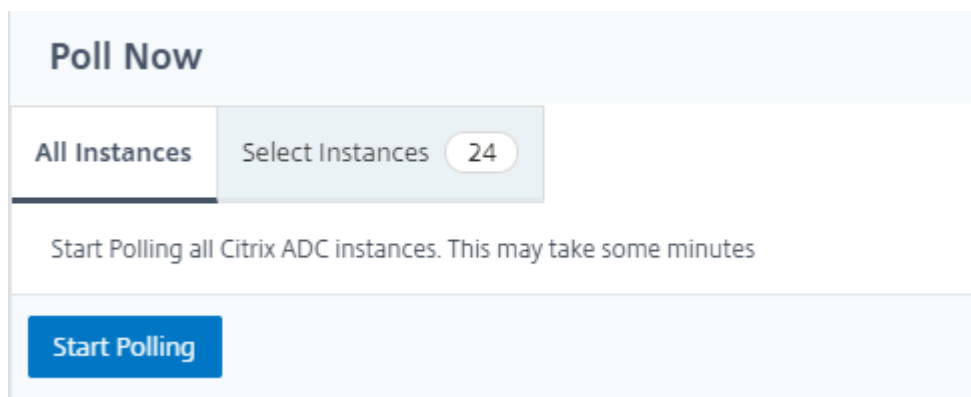 Poll Now
All Instances Select Instances 24
Start Polling all Citrix ADC instances. This may take some minutes
Start Polling